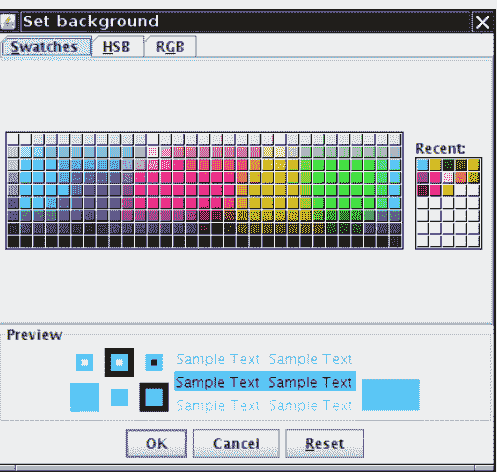 Set background
Swatches HSB RGB
Recent:
Preview
Sample Text Sample Text
Sample Text Sample Text
Sample Text Sample Text
OK Cancel Reset